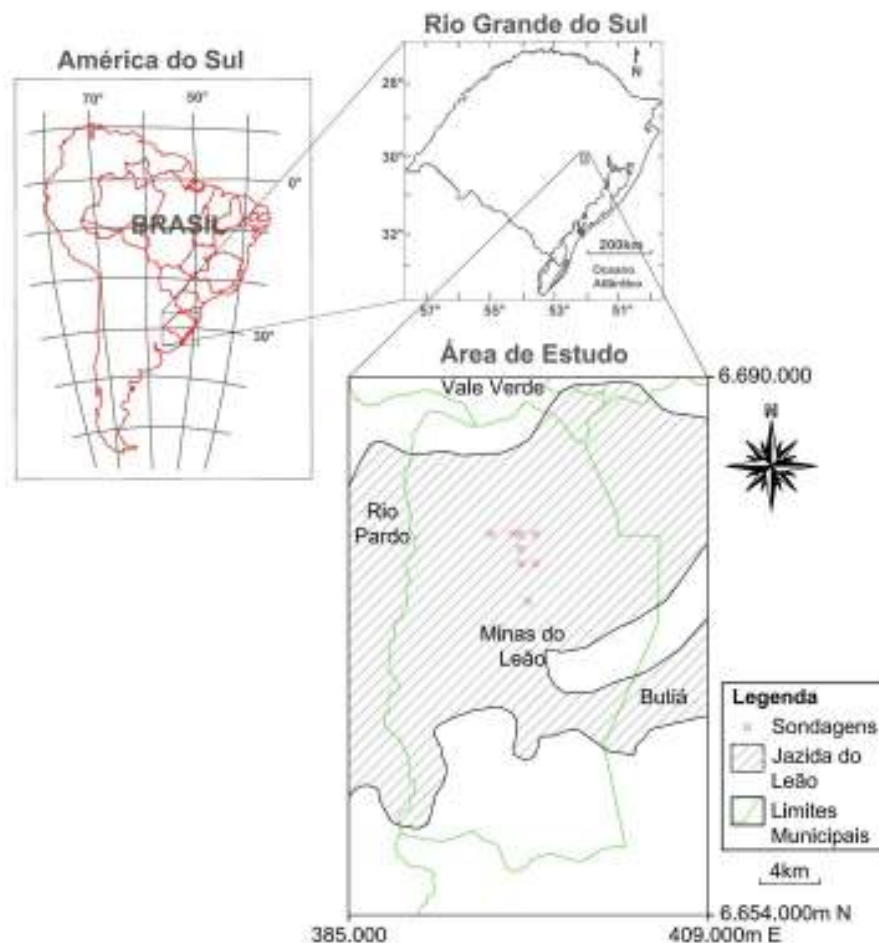 América do Sul
70°
50°
0°
BRASIL
30°
Rio Grande do Sul
N
28°
30°
32°
200km
Oceano
Atlântico
57°
55°
53°
51°
Área de Estudo
6.690.000
Vale Verde
N
Rio
Pardo
Minas do
Leão
Butiá
Legenda
Sondagens
Jazida do
Leão
Limites
Municipais
4km
6.654.000m N
385.000
409.000m E